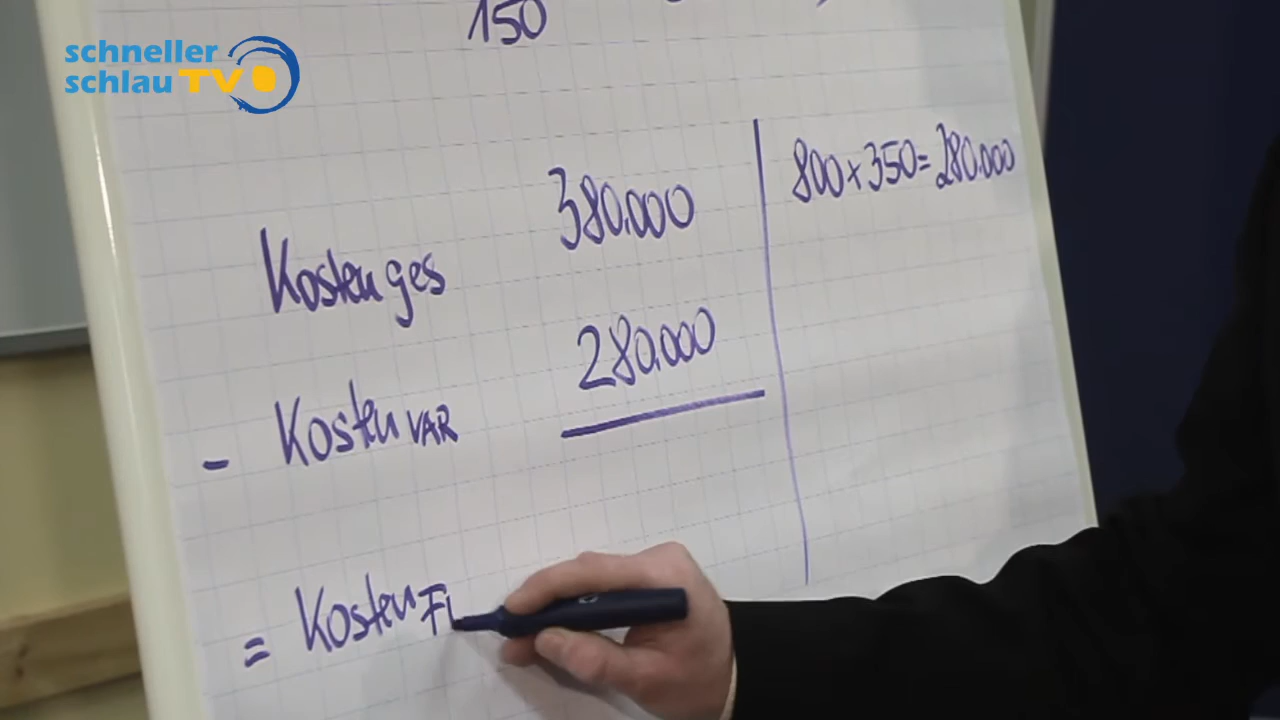 schneller
schlau TV
150
Kosten ges 380.000
- Kosten VAR 280.000
= Kosten FI
800 x 350 = 280.000